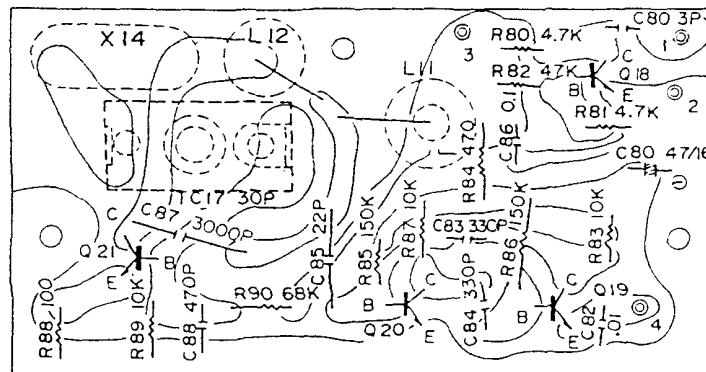 X14
L12
L11
3
R80 4.7K
C80 3P
1
C
R82 47K
Q18
B
E
R81 4.7K
2
0.1
C86
R84 470
C80 47/16
TC17 30P
C
C87 3000P
22P
C85
R85 150K
R87 10K
C83 330P
R86 150K
R83 10K
Q21
B
E
R88 100
R89 10K
C88 470P
R90 68K
B
C
Q20
E
C84 330P
C
Q19
B
E
C82
.01
4